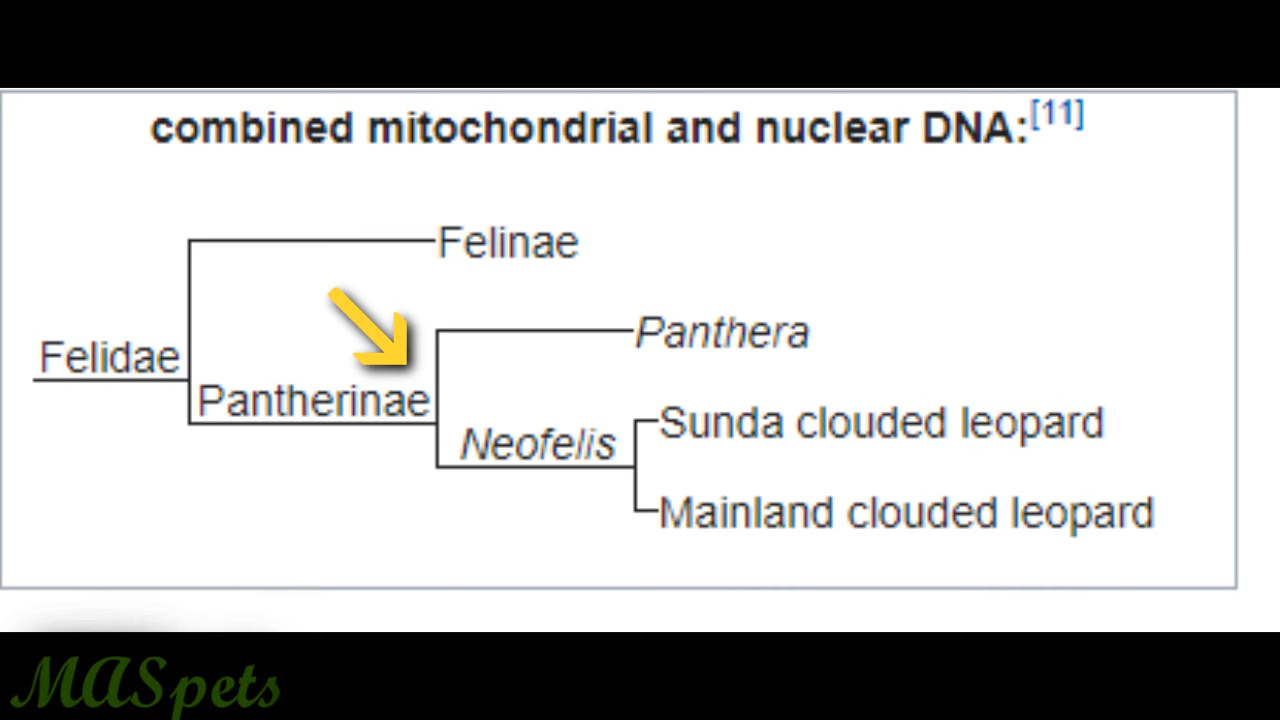 combined mitochondrial and nuclear DNA:[11]
Felinae
Panthera
Felidae
Pantherinae
Sunda clouded leopard
Neofelis
Mainland clouded leopard
MASpets